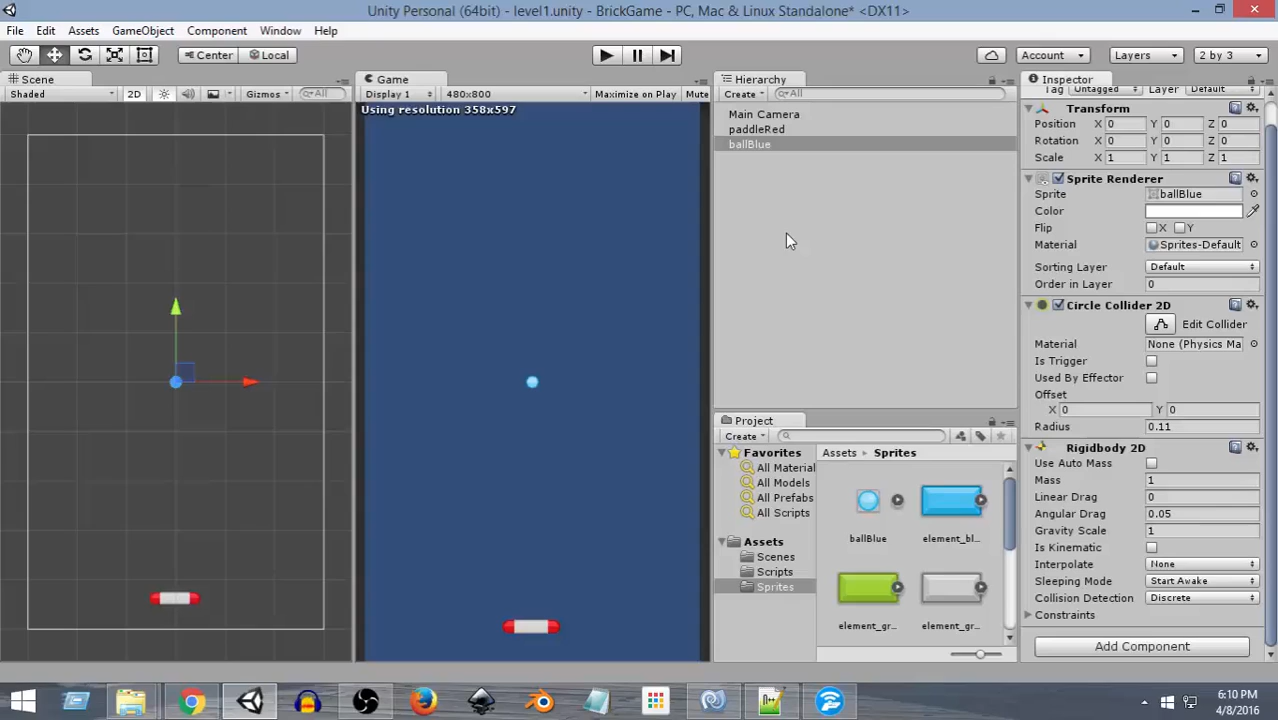 Unity Personal (64bit) - level1.unity - BrickGame - PC, Mac & Linux Standalone* <DX11>
File Edit Assets GameObject Component Window Help
Center Local Account Layers 2 by 3
Scene
Shaded 2D Gizmos All
Game
Display 1 480x800 Maximize on Play Mute
Using resolution 358x597
Hierarchy
Create All
Main Camera
paddleRed
ballBlue
Project
Create
Favorites
All Material
All Models
All Prefabs
All Scripts
Assets
Scenes
Scripts
Sprites
Assets Sprites
ballBlue element_bl...
element_gr... element_gr...
Inspector
Tag Untagged Layer Default
Transform
Position X 0 Y 0 Z 0
Rotation X 0 Y 0 Z 0
Scale X 1 Y 1 Z 1
Sprite Renderer
Sprite ballBlue
Color
Flip X Y
Material Sprites-Default
Sorting Layer Default
Order in Layer 0
Circle Collider 2D
Edit Collider
Material None (Physics Ma
Is Trigger
Used By Effector
Offset
X 0 Y 0
Radius 0.11
Rigidbody 2D
Use Auto Mass
Mass 1
Linear Drag 0
Angular Drag 0.05
Gravity Scale 1
Is Kinematic
Interpolate None
Sleeping Mode Start Awake
Collision Detection Discrete
Constraints
Add Component
6:10 PM
4/8/2016